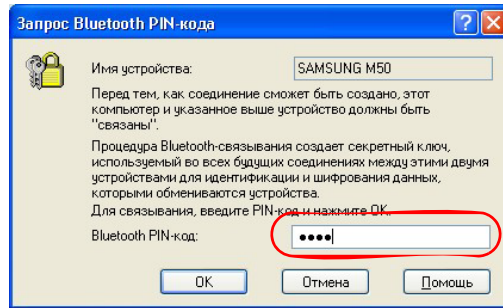 Запрос Bluetooth PIN-кода
Имя устройства: SAMSUNG M50
Перед тем, как соединение сможет быть создано, этот
компьютер и указанное выше устройство должны быть
"связаны".
Процедура Bluetooth-связывания создает секретный ключ,
используемый во всех будущих соединениях между этими двумя
устройствами для идентификации и шифрования данных,
которыми обмениваются устройства.
Для связывания, введите PIN-код и нажмите OK.
Bluetooth PIN-код: ●●●●
OK Отмена Помощь